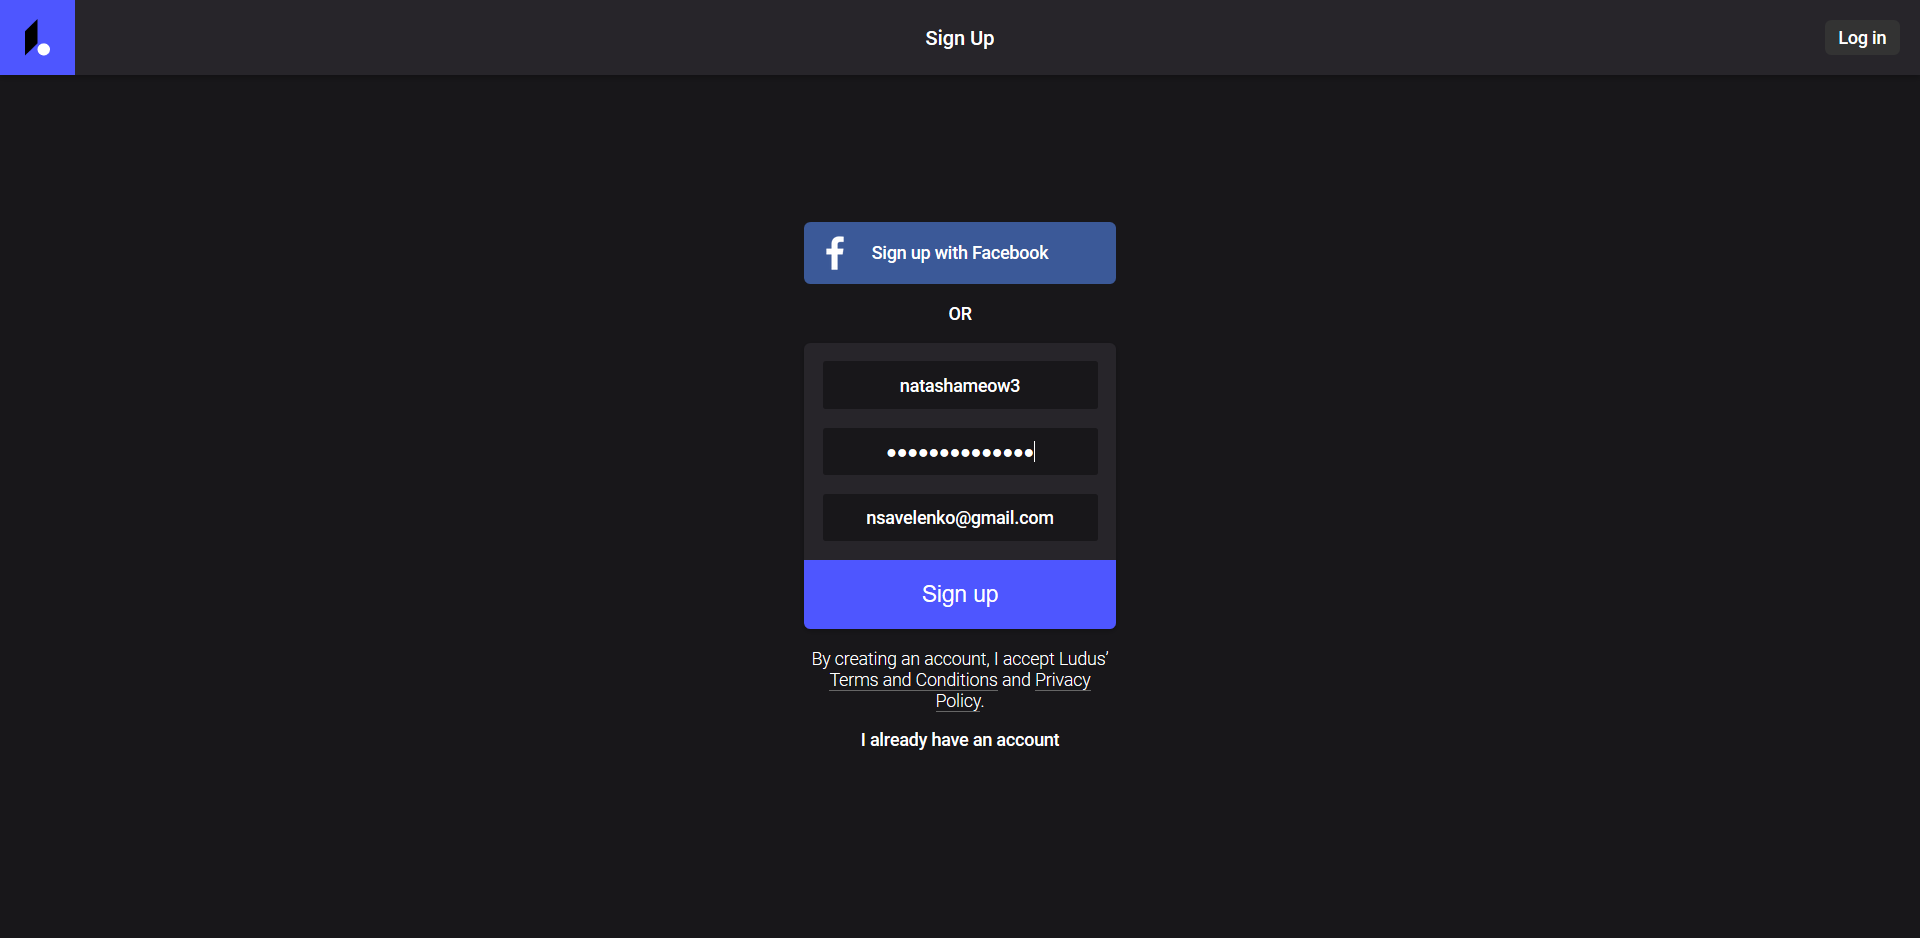 Sign Up
Log in
Sign up with Facebook
OR
natashameow3
••••••••••••••
nsavelenko@gmail.com
Sign up
By creating an account, I accept Ludus’
Terms and Conditions and Privacy
Policy.
I already have an account